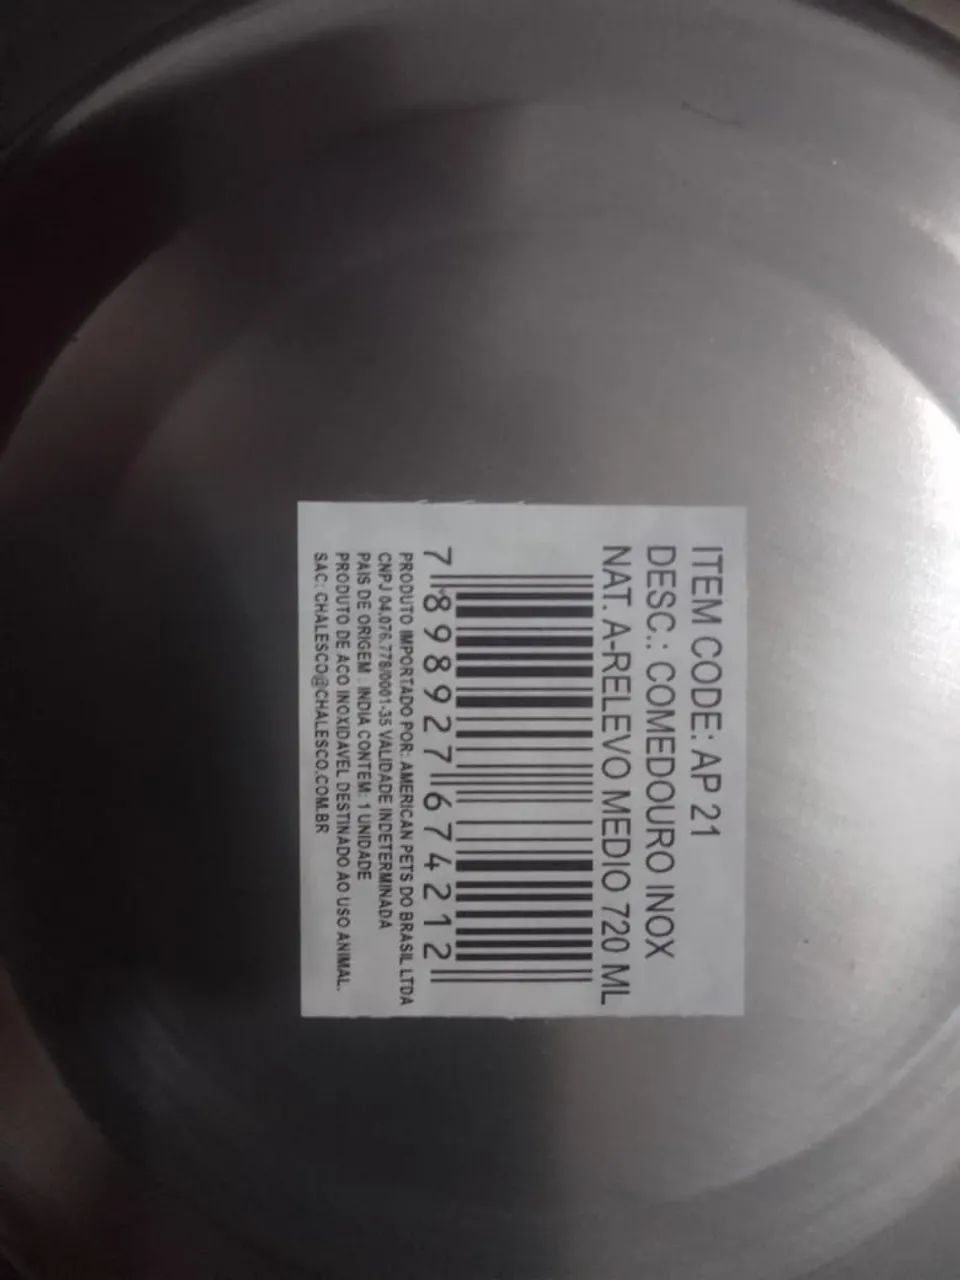 ITEM CODE: AP 21
DESC.: COMEDOURO INOX
NAT. A-RELEVO MEDIO 720 ML
7 898927 674212
PRODUTO IMPORTADO POR: AMERICAN PETS DO BRASIL LTDA
CNPJ 04.076.778/0001-35 VALIDADE INDETERMINADA
PAIS DE ORIGEM : INDIA CONTEM: 1 UNIDADE
PRODUTO DE ACO INOXIDAVEL DESTINADO AO USO ANIMAL.
SAC: CHALESCO@CHALESCO.COM.BR